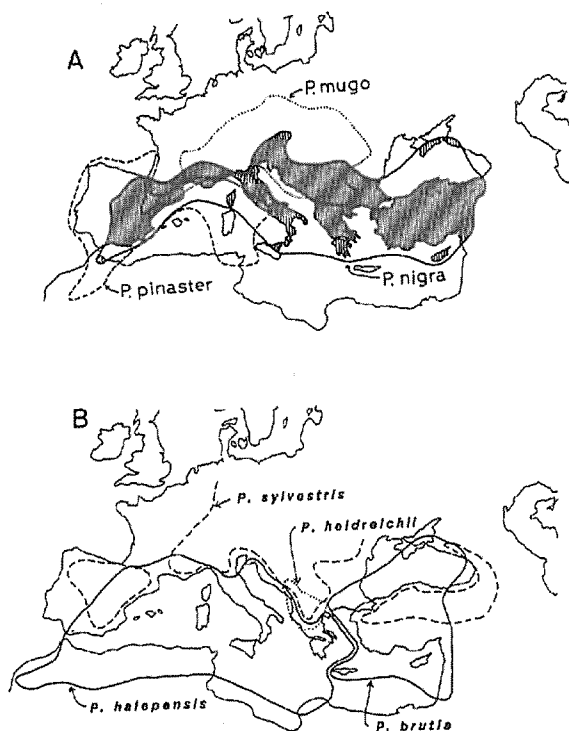 A
P. mugo
P. pinaster
P. nigra
B
P. sylvestris
P. heldreichii
P. halepensis
P. brutia